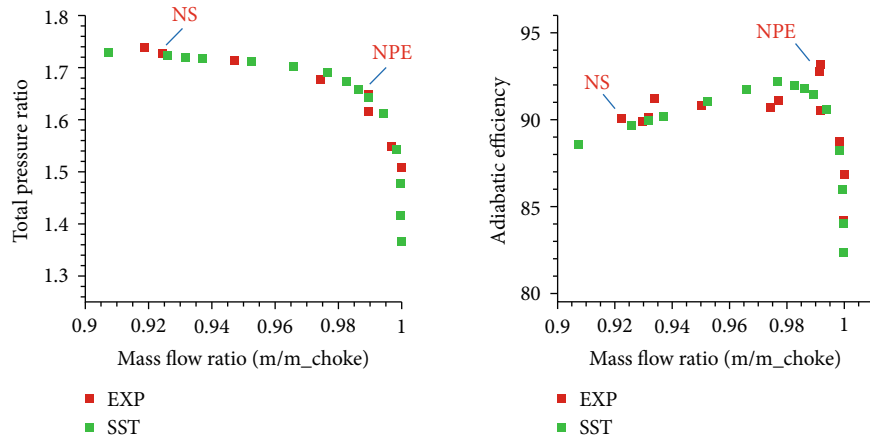 1.8
1.7
1.6
1.5
1.4
1.3
Total pressure ratio
NS
NPE
0.9 0.92 0.94 0.96 0.98 1
Mass flow ratio (m/m_choke)
EXP
SST
95
90
85
80
Adiabatic efficiency
NPE
NS
0.9 0.92 0.94 0.96 0.98 1
Mass flow ratio (m/m_choke)
EXP
SST